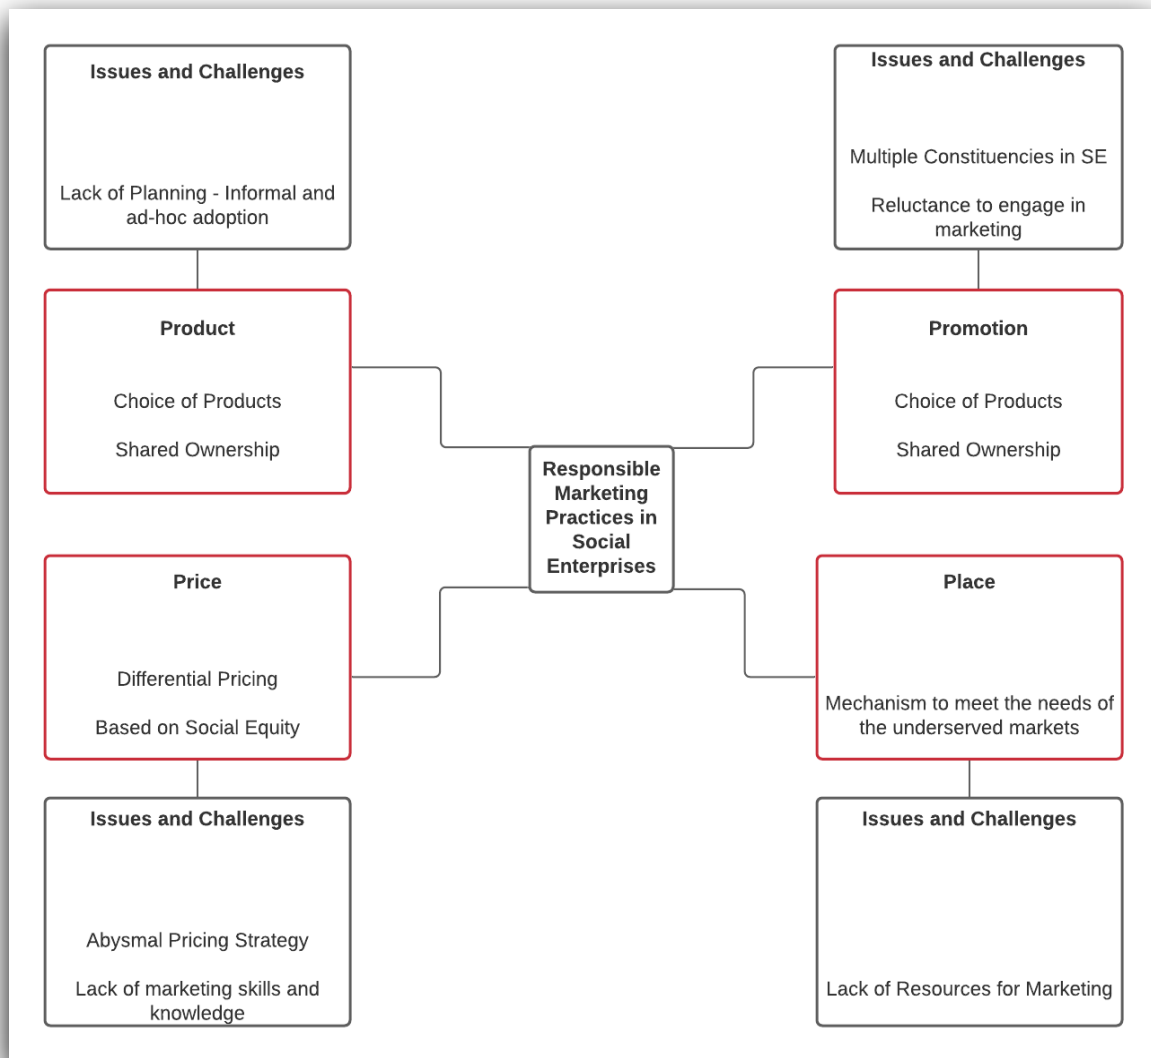 Issues and Challenges
Lack of Planning - Informal and
ad-hoc adoption
Issues and Challenges
Multiple Constituencies in SE
Reluctance to engage in
marketing
Product
Choice of Products
Shared Ownership
Promotion
Choice of Products
Shared Ownership
Responsible
Marketing
Practices in
Social
Enterprises
Price
Differential Pricing
Based on Social Equity
Place
Mechanism to meet the needs of
the underserved markets
Issues and Challenges
Abysmal Pricing Strategy
Lack of marketing skills and
knowledge
Issues and Challenges
Lack of Resources for Marketing